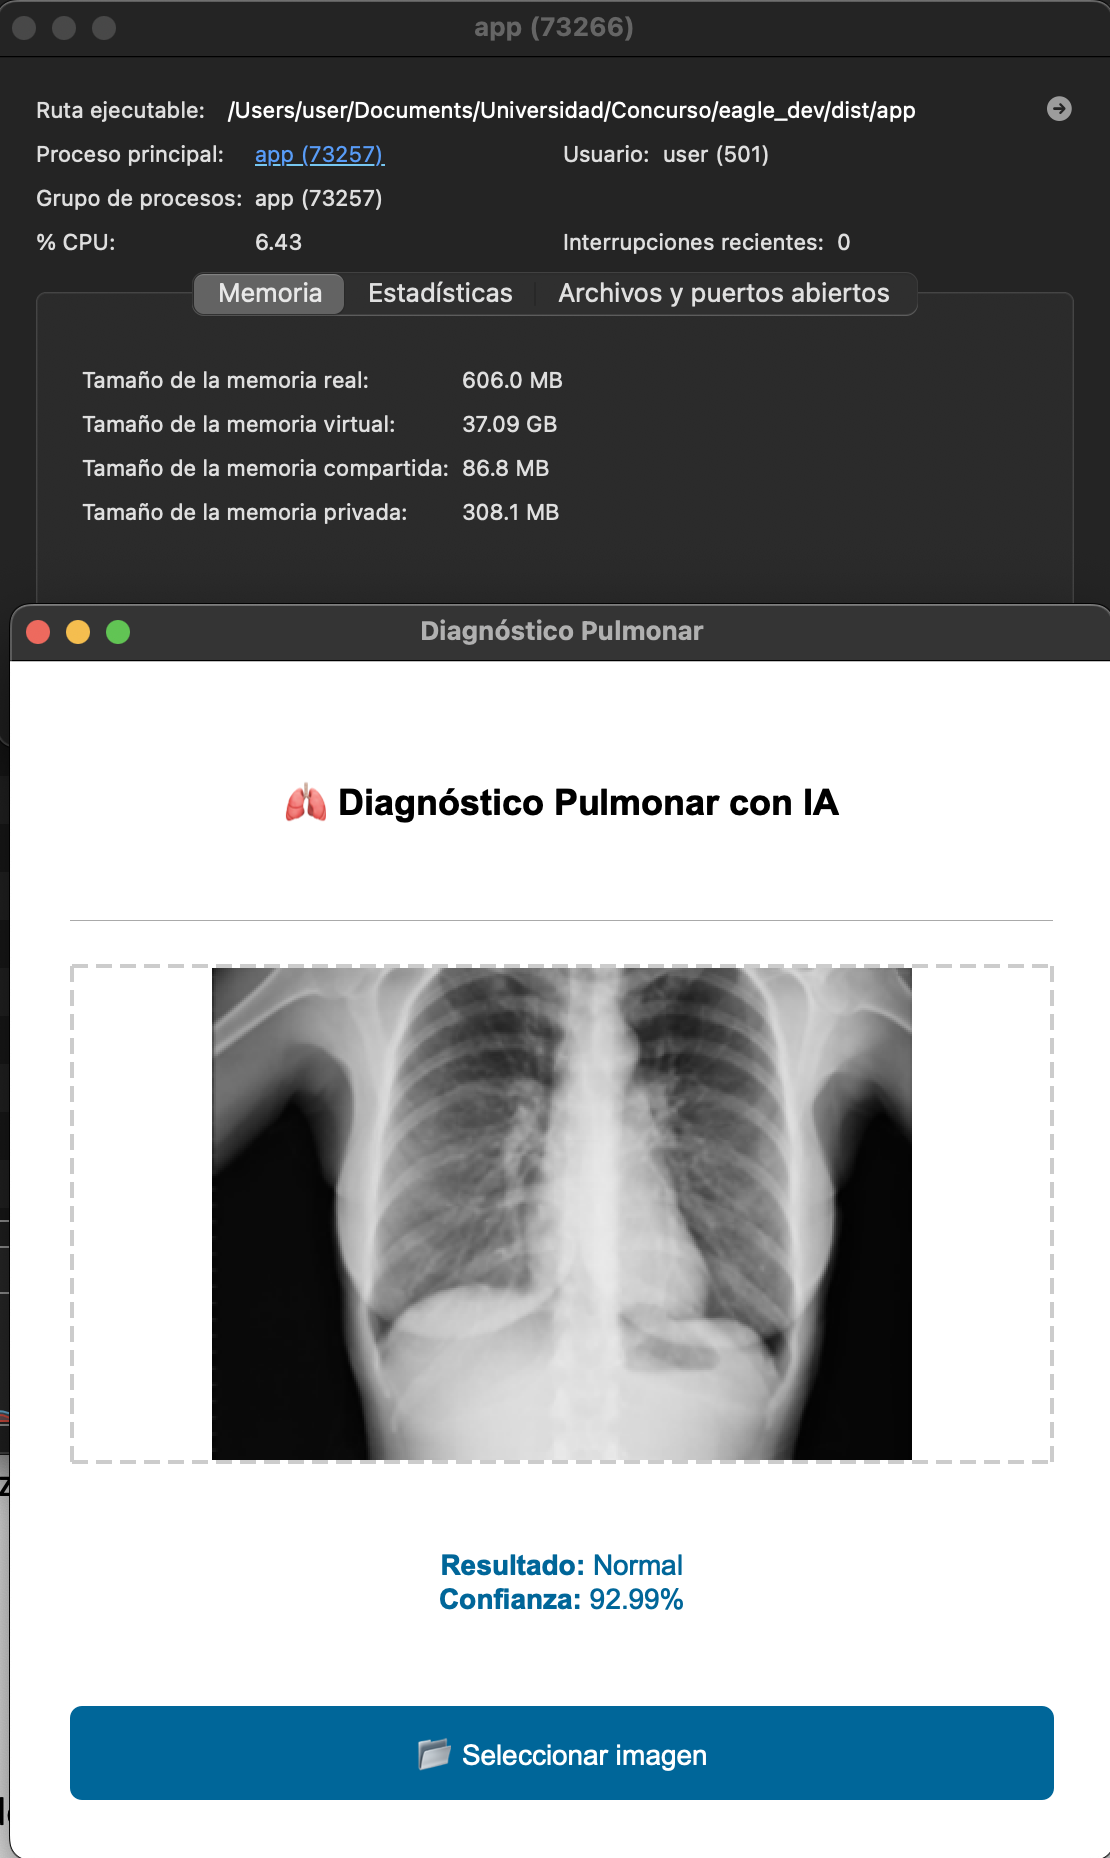 app (73266)
Ruta ejecutable: /Users/user/Documents/Universidad/Concurso/eagle_dev/dist/app
Proceso principal: app (73257) Usuario: user (501)
Grupo de procesos: app (73257)
% CPU: 6.43 Interrupciones recientes: 0
Memoria Estadísticas Archivos y puertos abiertos
Tamaño de la memoria real: 606.0 MB
Tamaño de la memoria virtual: 37.09 GB
Tamaño de la memoria compartida: 86.8 MB
Tamaño de la memoria privada: 308.1 MB
Diagnóstico Pulmonar
🫁 Diagnóstico Pulmonar con IA
Resultado: Normal
Confianza: 92.99%
📂 Seleccionar imagen